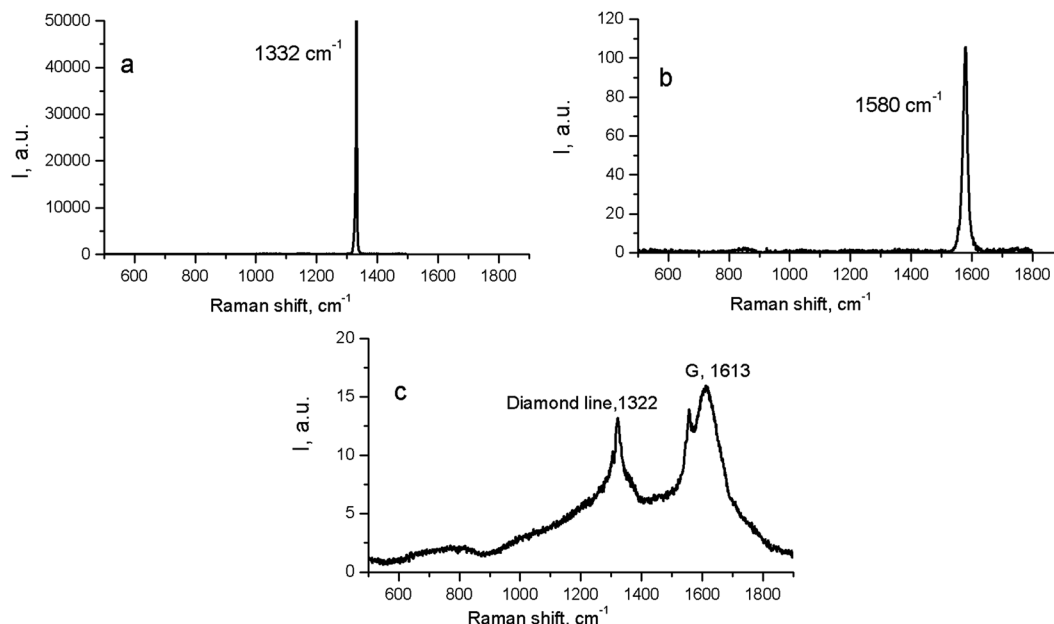 50000
40000
30000
20000
10000
0
I, a.u.
a
1332 cm⁻¹
600 800 1000 1200 1400 1600 1800
Raman shift, cm⁻¹
120
100
80
60
40
20
0
I, a.u.
b
1580 cm⁻¹
600 800 1000 1200 1400 1600 1800
Raman shift, cm⁻¹
20
15
10
5
0
I, a.u.
c
Diamond line,1322
G, 1613
600 800 1000 1200 1400 1600 1800
Raman shift, cm⁻¹